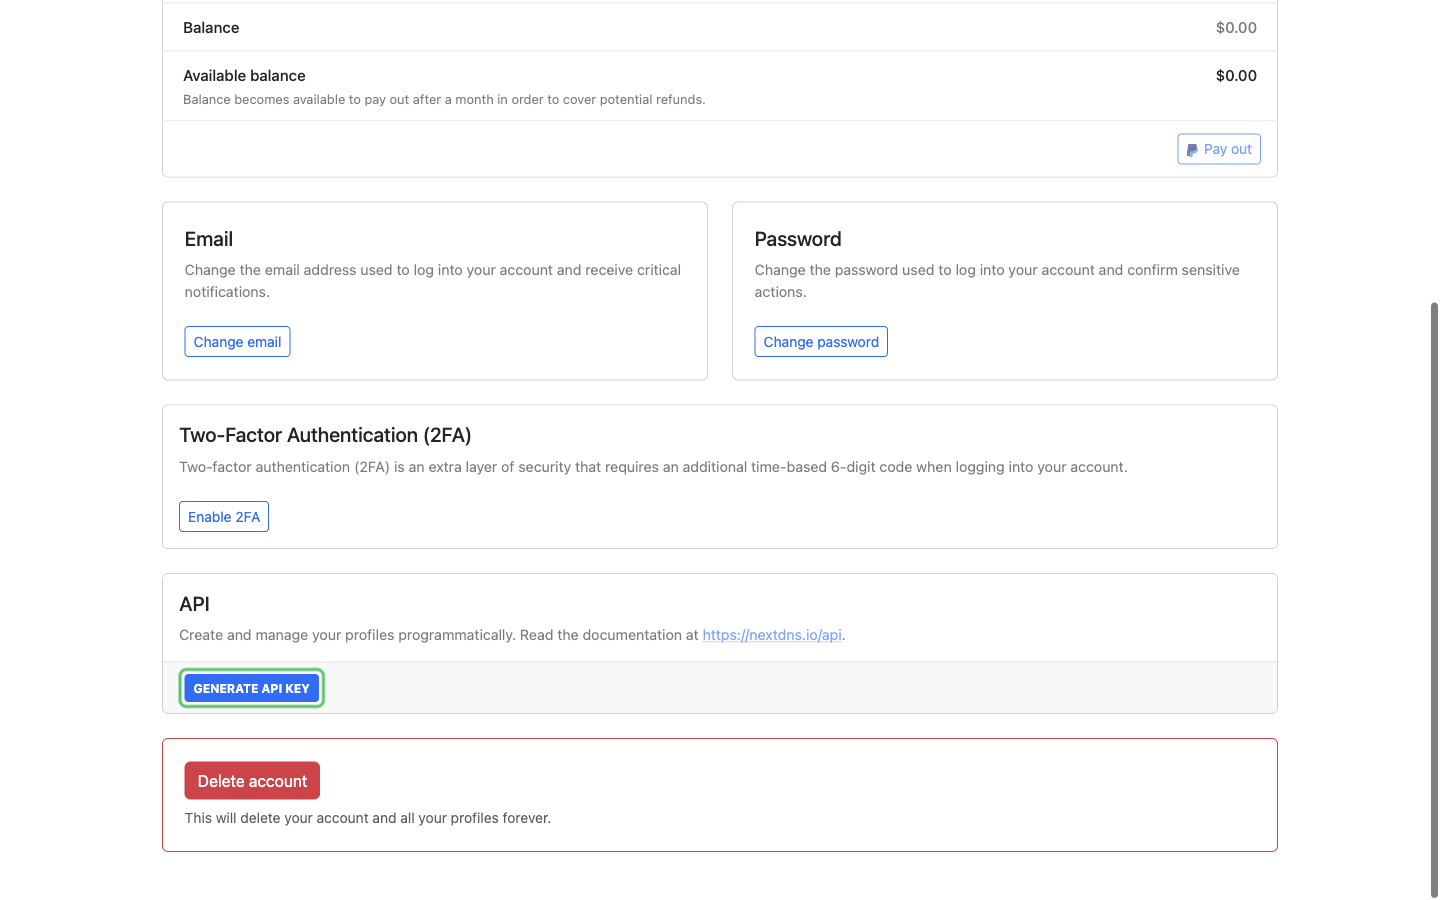 Balance
$0.00
Available balance
$0.00
Balance becomes available to pay out after a month in order to cover potential refunds.
Pay out
Email
Change the email address used to log into your account and receive critical
notifications.
Change email
Password
Change the password used to log into your account and confirm sensitive
actions.
Change password
Two-Factor Authentication (2FA)
Two-factor authentication (2FA) is an extra layer of security that requires an additional time-based 6-digit code when logging into your account.
Enable 2FA
API
Create and manage your profiles programmatically. Read the documentation at https://nextdns.io/api.
GENERATE API KEY
Delete account
This will delete your account and all your profiles forever.